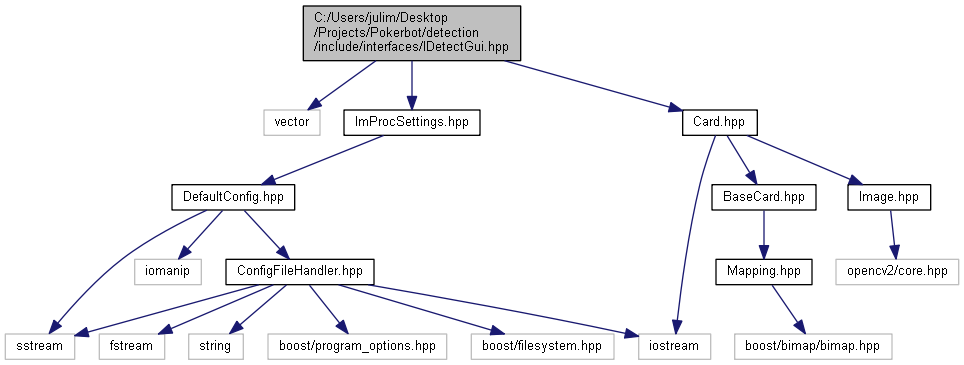 C:/Users/julim/Desktop
/Projects/Pokerbot/detection
/include/interfaces/IDetectGui.hpp
vector
ImProcSettings.hpp
Card.hpp
DefaultConfig.hpp
BaseCard.hpp
Image.hpp
iomanip
ConfigFileHandler.hpp
Mapping.hpp
opencv2/core.hpp
sstream
fstream
string
boost/program_options.hpp
boost/filesystem.hpp
iostream
boost/bimap/bimap.hpp